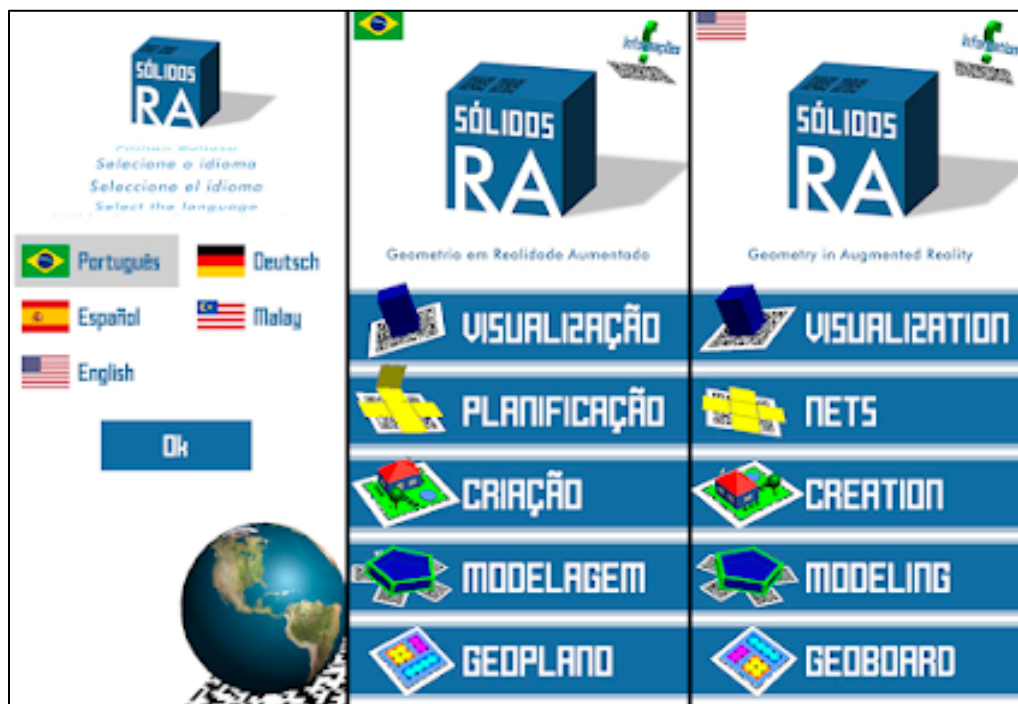 SÓLIDOS
RA
Selecione o idioma
Seleccione el idioma
Select the language
Português
Deutsch
Español
Malay
English
Ok
Informações
SÓLIDOS
RA
Geometria em Realidade Aumentada
VISUALIZAÇÃO
PLANIFICAÇÃO
CRIAÇÃO
MODELAGEM
GEOPLANO
Information
SÓLIDOS
RA
Geometry in Augmented Reality
VISUALIZATION
NETS
CREATION
MODELING
GEOBOARD